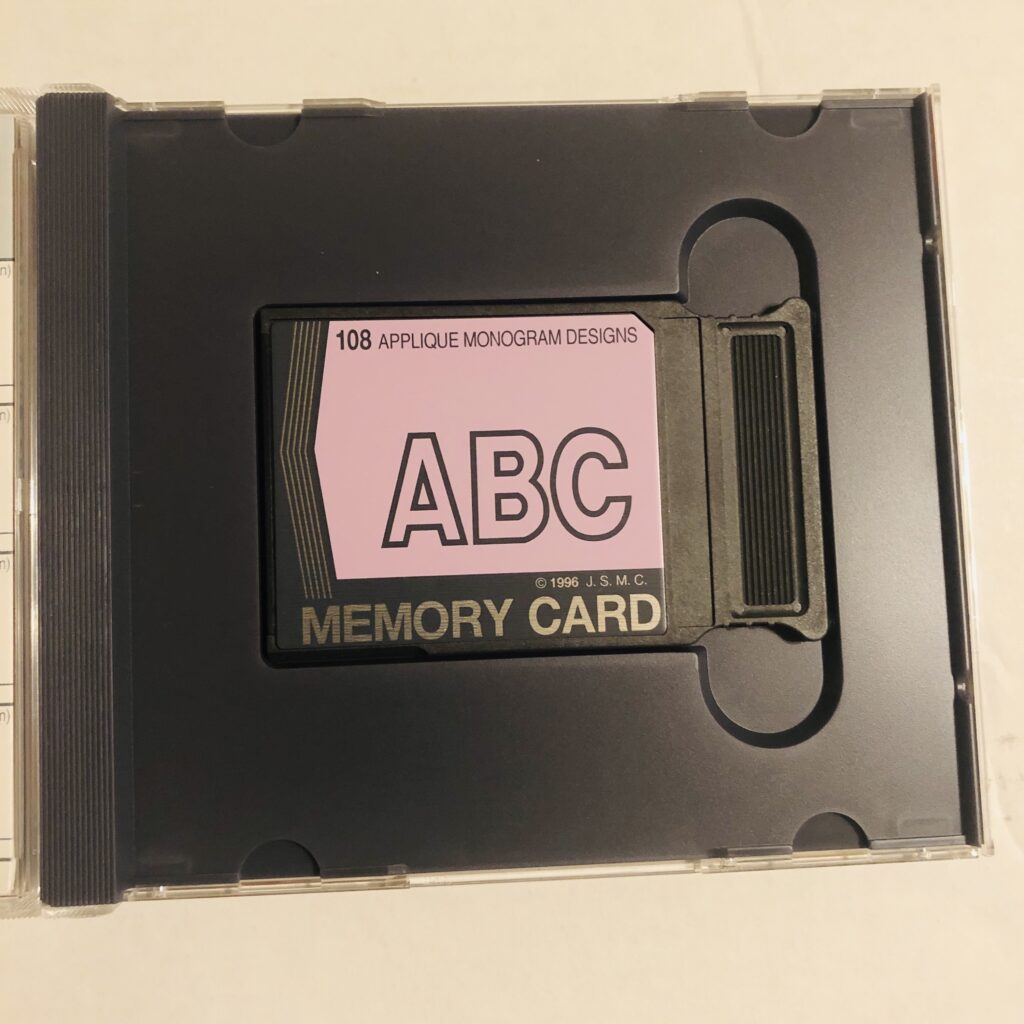 108 APPLIQUE MONOGRAM DESIGNS
ABC
© 1996 J. S. M. C.
MEMORY CARD
n)
n)
n)
n)